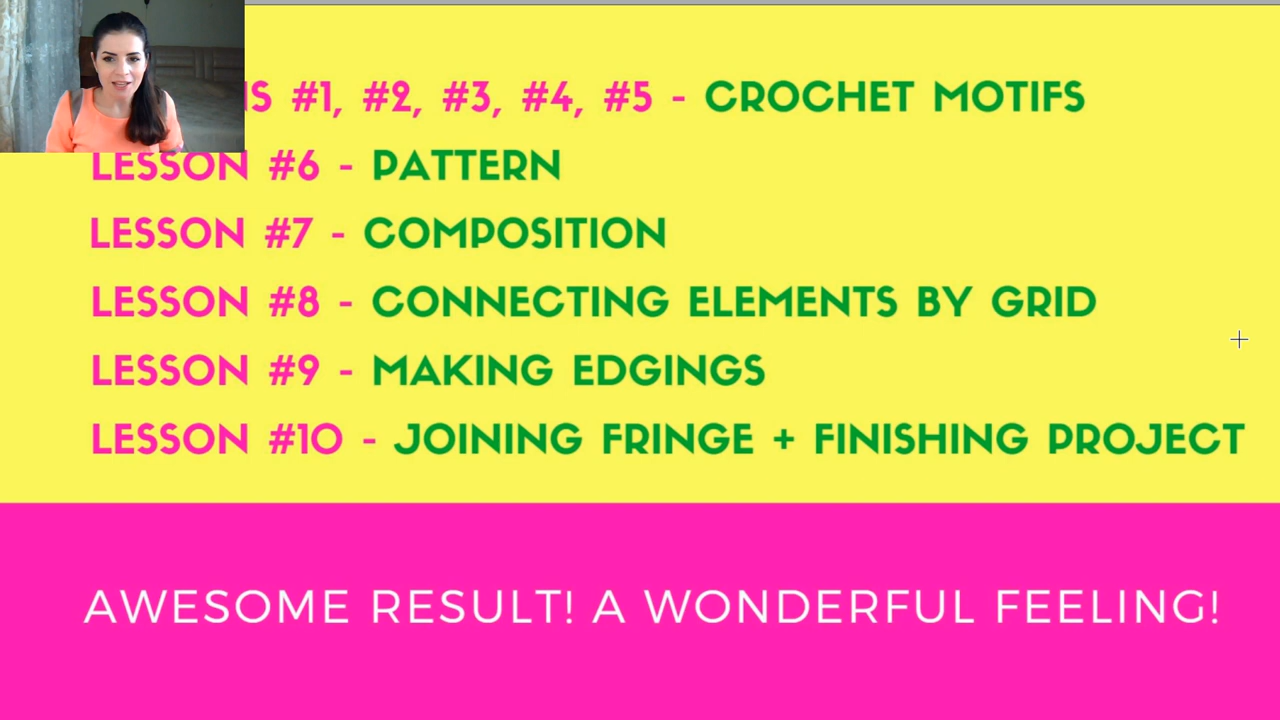 #1, #2, #3, #4, #5 - CROCHET MOTIFS
LESSON #6 - PATTERN
LESSON #7 - COMPOSITION
LESSON #8 - CONNECTING ELEMENTS BY GRID
LESSON #9 - MAKING EDGINGS
LESSON #10 - JOINING FRINGE + FINISHING PROJECT
AWESOME RESULT! A WONDERFUL FEELING!